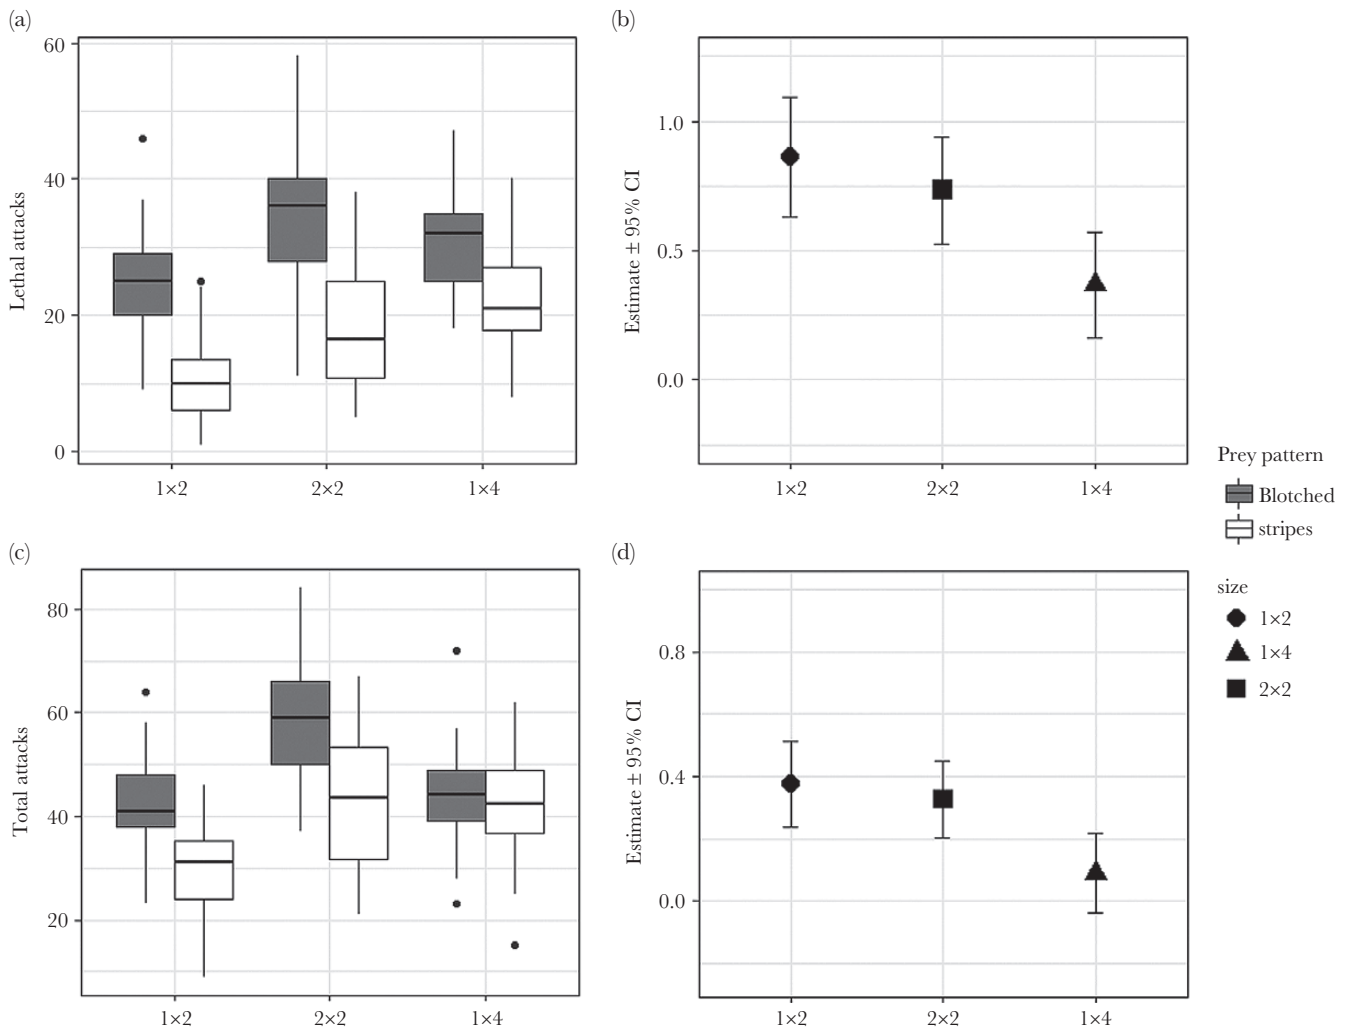 (a)
60
40
20
0
Lethal attacks
1×2
2×2
1×4
(b)
1.0
0.5
0.0
Estimate ± 95% CI
1×2
2×2
1×4
Prey pattern
Blotched
stripes
size
1×2
1×4
2×2
(c)
80
60
40
20
Total attacks
1×2
2×2
1×4
(d)
0.8
0.4
0.0
Estimate ± 95% CI
1×2
2×2
1×4